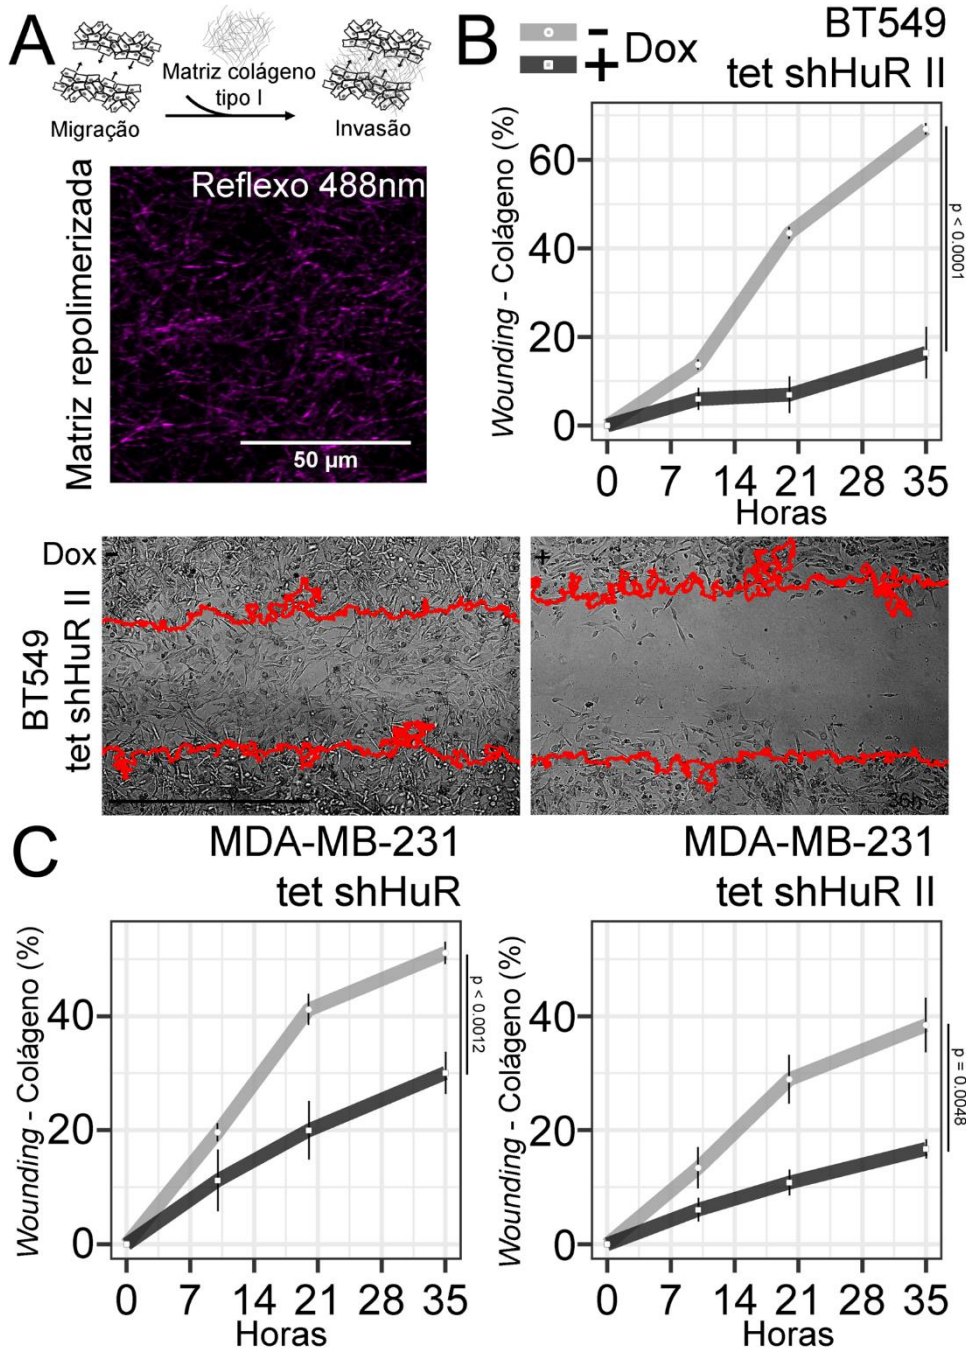 A
Matriz colágeno
tipo I
Migração
Invasão
Matriz repolimerizada
Reflexo 488nm
50 µm
B
- + Dox
BT549
tet shHuR II
Wounding - Colágeno (%)
60
40
20
0
0 7 14 21 28 35
Horas
p < 0.0001
BT549
tet shHuR II
Dox -
+
36h
C
MDA-MB-231
tet shHuR
Wounding - Colágeno (%)
40
20
0
0 7 14 21 28 35
Horas
p < 0.0012
MDA-MB-231
tet shHuR II
Wounding - Colágeno (%)
40
20
0
0 7 14 21 28 35
Horas
p = 0.0048